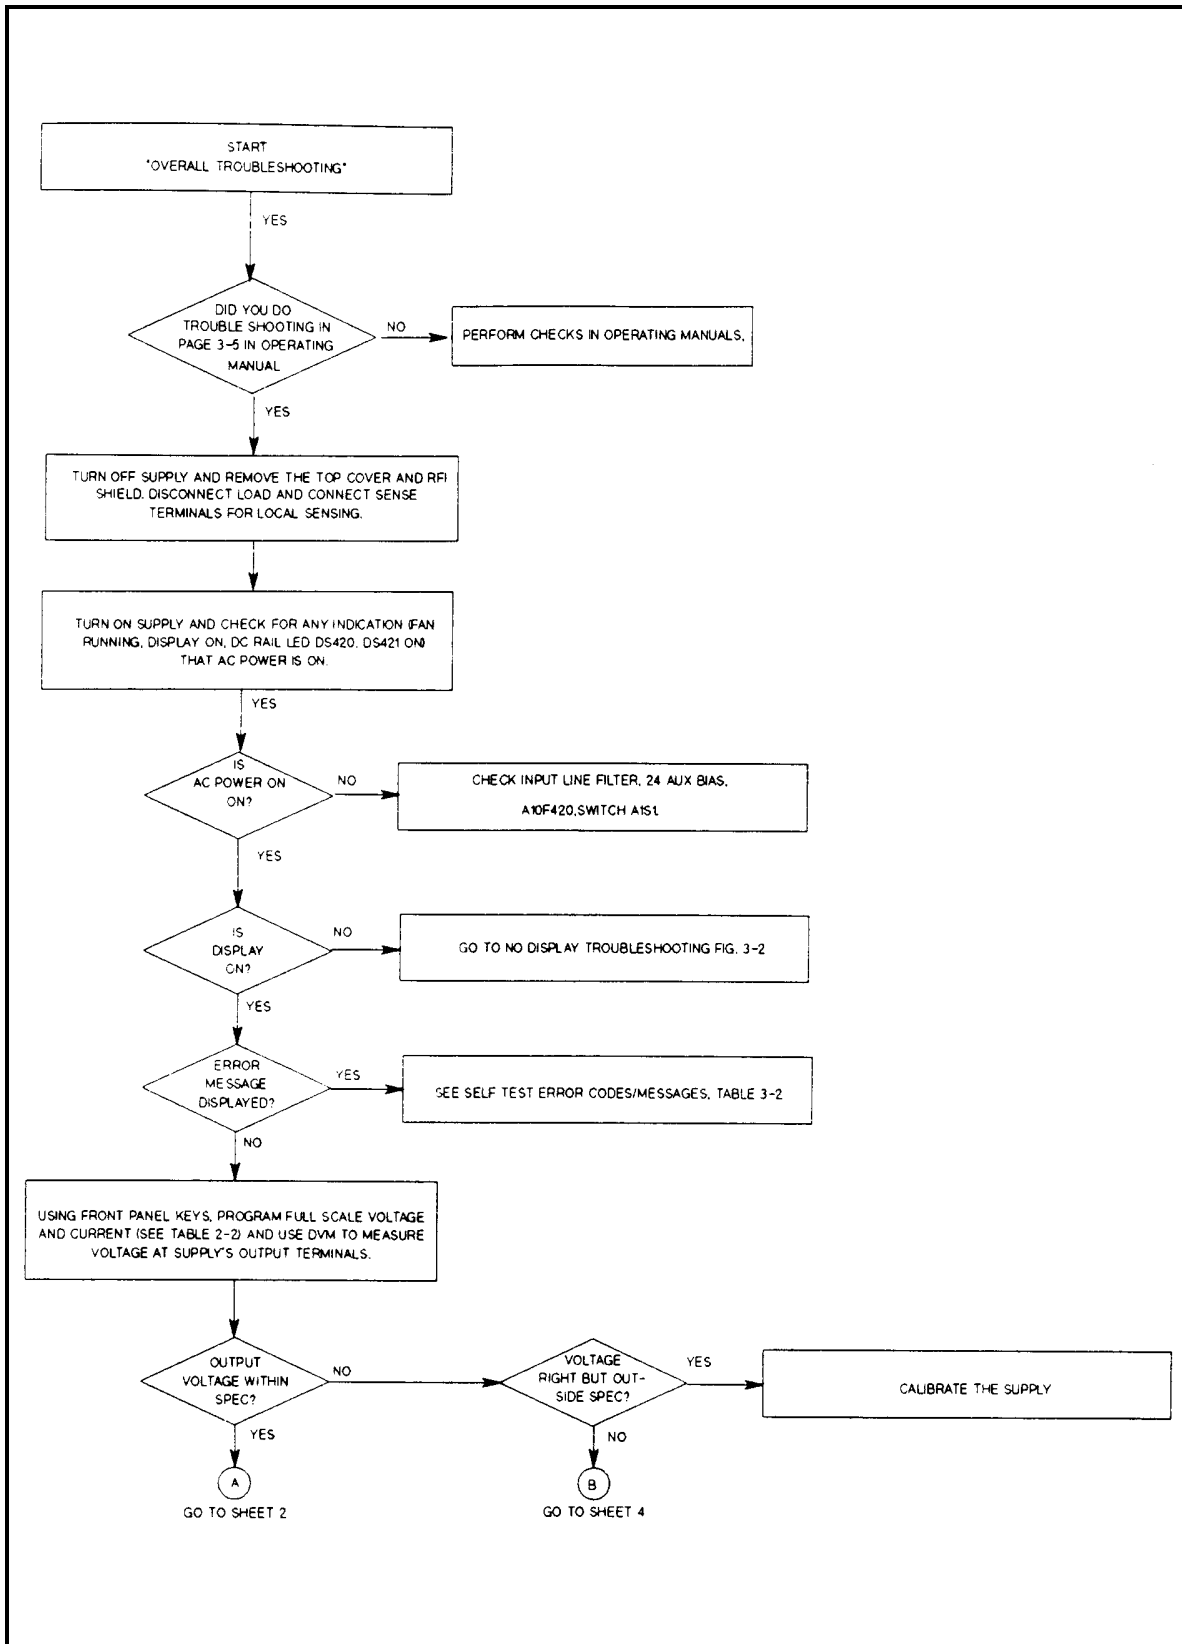 START
"OVERALL TROUBLESHOOTING"
YES
DID YOU DO
TROUBLE SHOOTING IN
PAGE 3-5 IN OPERATING
MANUAL
NO
PERFORM CHECKS IN OPERATING MANUALS.
YES
TURN OFF SUPPLY AND REMOVE THE TOP COVER AND RFI
SHIELD. DISCONNECT LOAD AND CONNECT SENSE
TERMINALS FOR LOCAL SENSING.
TURN ON SUPPLY AND CHECK FOR ANY INDICATION (FAN
RUNNING, DISPLAY ON, DC RAIL LED DS420, DS421 ON)
THAT AC POWER IS ON.
YES
IS
AC POWER ON
ON?
NO
CHECK INPUT LINE FILTER, 24 AUX BIAS,
A10F420,SWITCH A1S1.
YES
IS
DISPLAY
ON?
NO
GO TO NO DISPLAY TROUBLESHOOTING FIG. 3-2
YES
ERROR
MESSAGE
DISPLAYED?
YES
SEE SELF TEST ERROR CODES/MESSAGES, TABLE 3-2
NO
USING FRONT PANEL KEYS, PROGRAM FULL SCALE VOLTAGE
AND CURRENT (SEE TABLE 2-2) AND USE DVM TO MEASURE
VOLTAGE AT SUPPLY'S OUTPUT TERMINALS.
OUTPUT
VOLTAGE WITHIN
SPEC?
NO
VOLTAGE
RIGHT BUT OUT-
SIDE SPEC?
YES
CALIBRATE THE SUPPLY
YES
NO
A
B
GO TO SHEET 2
GO TO SHEET 4